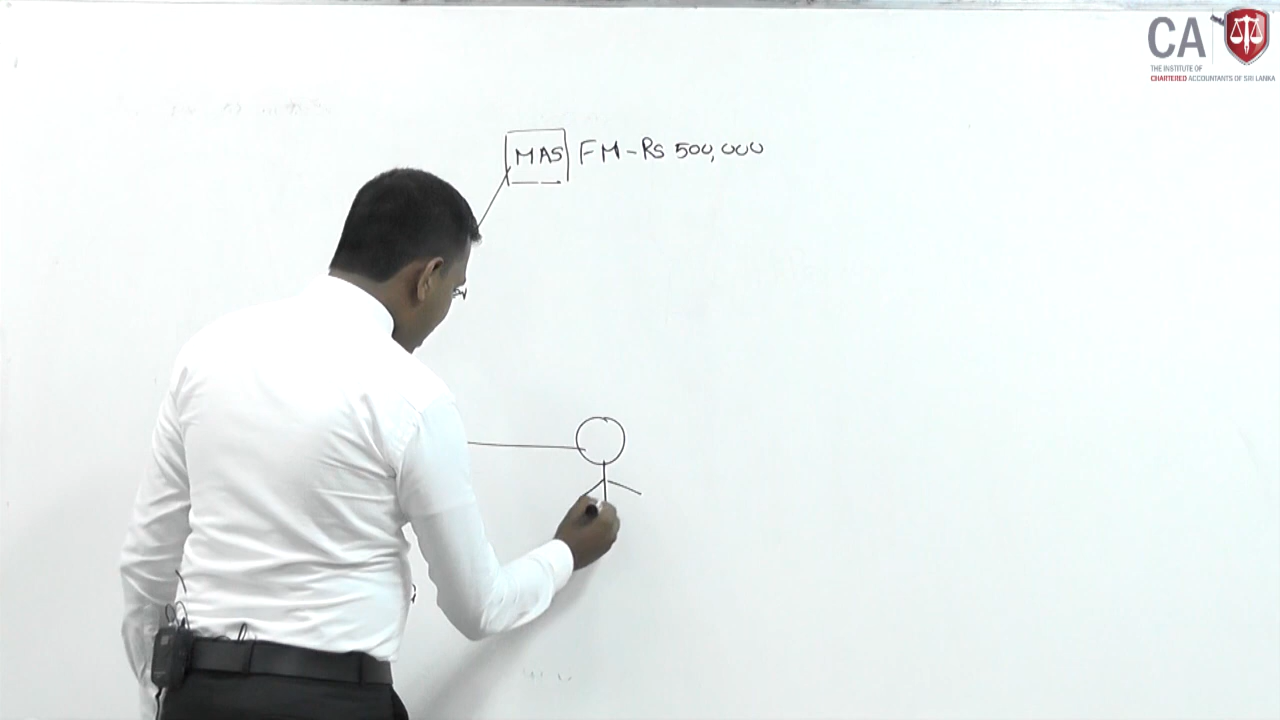 CA
THE INSTITUTE OF
CHARTERED ACCOUNTANTS OF SRI LANKA
MAS FM - Rs 500,000